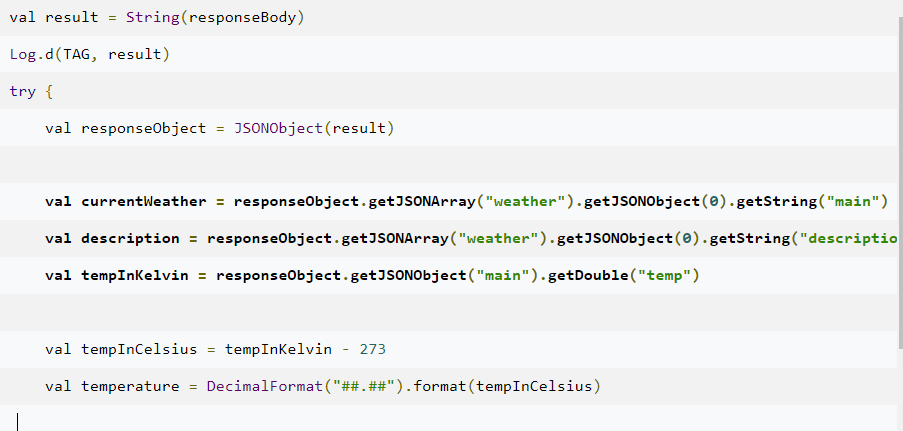 val result = String(responseBody)
Log.d(TAG, result)
try {
    val responseObject = JSONObject(result)
    val currentWeather = responseObject.getJSONArray("weather").getJSONObject(0).getString("main")
    val description = responseObject.getJSONArray("weather").getJSONObject(0).getString("descriptio
    val tempInKelvin = responseObject.getJSONObject("main").getDouble("temp")
    val tempInCelsius = tempInKelvin - 273
    val temperature = DecimalFormat("##.##").format(tempInCelsius)